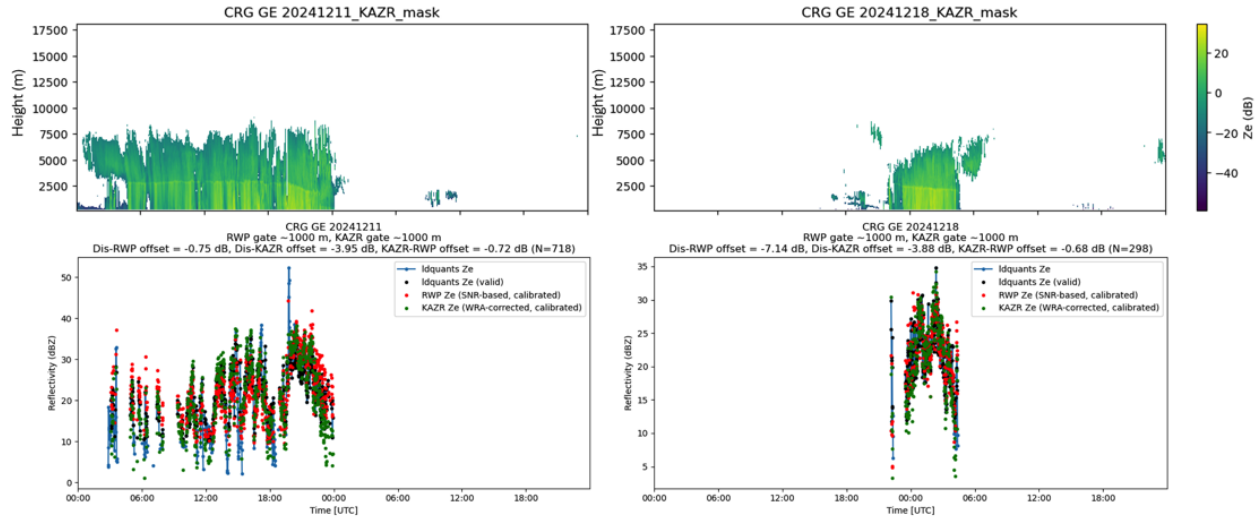 CRG GE 20241211_KAZR_mask
CRG GE 20241218_KAZR_mask
Height (m)
17500
15000
12500
10000
7500
5000
2500
Height (m)
17500
15000
12500
10000
7500
5000
2500
20
0
−20
−40
Ze (dB)
CRG GE 20241211
RWP gate ~1000 m, KAZR gate ~1000 m
Dis-RWP offset = -0.75 dB, Dis-KAZR offset = -3.95 dB, KAZR-RWP offset = -0.72 dB (N=718)
ldquants Ze
ldquants Ze (valid)
RWP Ze (SNR-based, calibrated)
KAZR Ze (WRA-corrected, calibrated)
Reflectivity (dBZ)
50
40
30
20
10
0
00:00 06:00 12:00 18:00 00:00 06:00 12:00 18:00
Time [UTC]
CRG GE 20241218
RWP gate ~1000 m, KAZR gate ~1000 m
Dis-RWP offset = -7.14 dB, Dis-KAZR offset = -3.88 dB, KAZR-RWP offset = -0.68 dB (N=298)
ldquants Ze
ldquants Ze (valid)
RWP Ze (SNR-based, calibrated)
KAZR Ze (WRA-corrected, calibrated)
Reflectivity (dBZ)
35
30
25
20
15
10
5
00:00 06:00 12:00 18:00 00:00 06:00 12:00 18:00
Time [UTC]